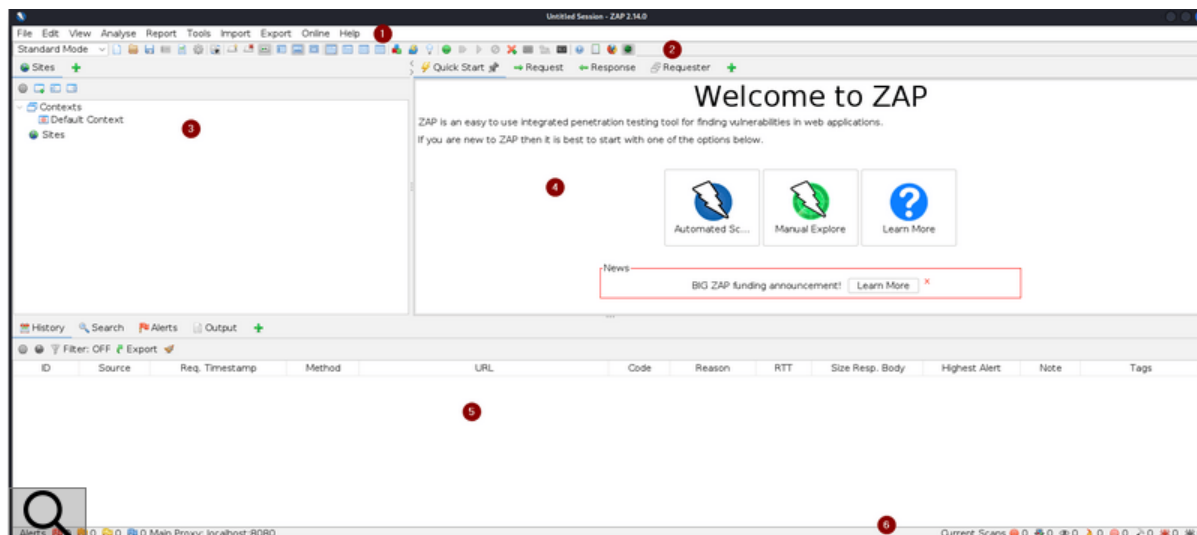 Untitled Session - ZAP 2.14.0
File Edit View Analyse Report Tools Import Export Online Help 1
Standard Mode 2
Sites
Quick Start Request Response Requester
Contexts
Default Context
Sites
3
Welcome to ZAP
ZAP is an easy to use integrated penetration testing tool for finding vulnerabilities in web applications.
If you are new to ZAP then it is best to start with one of the options below.
4
Automated Sc... Manual Explore Learn More
News
BIG ZAP funding announcement! Learn More X
History Search Alerts Output
Filter: OFF Export
ID Source Req. Timestamp Method URL Code Reason RTT Size Resp. Body Highest Alert Note Tags
5
6
Alerts 0 0 0 Main Proxy: localhost:8080 Current Scans 0 0 0 0 0 0 0